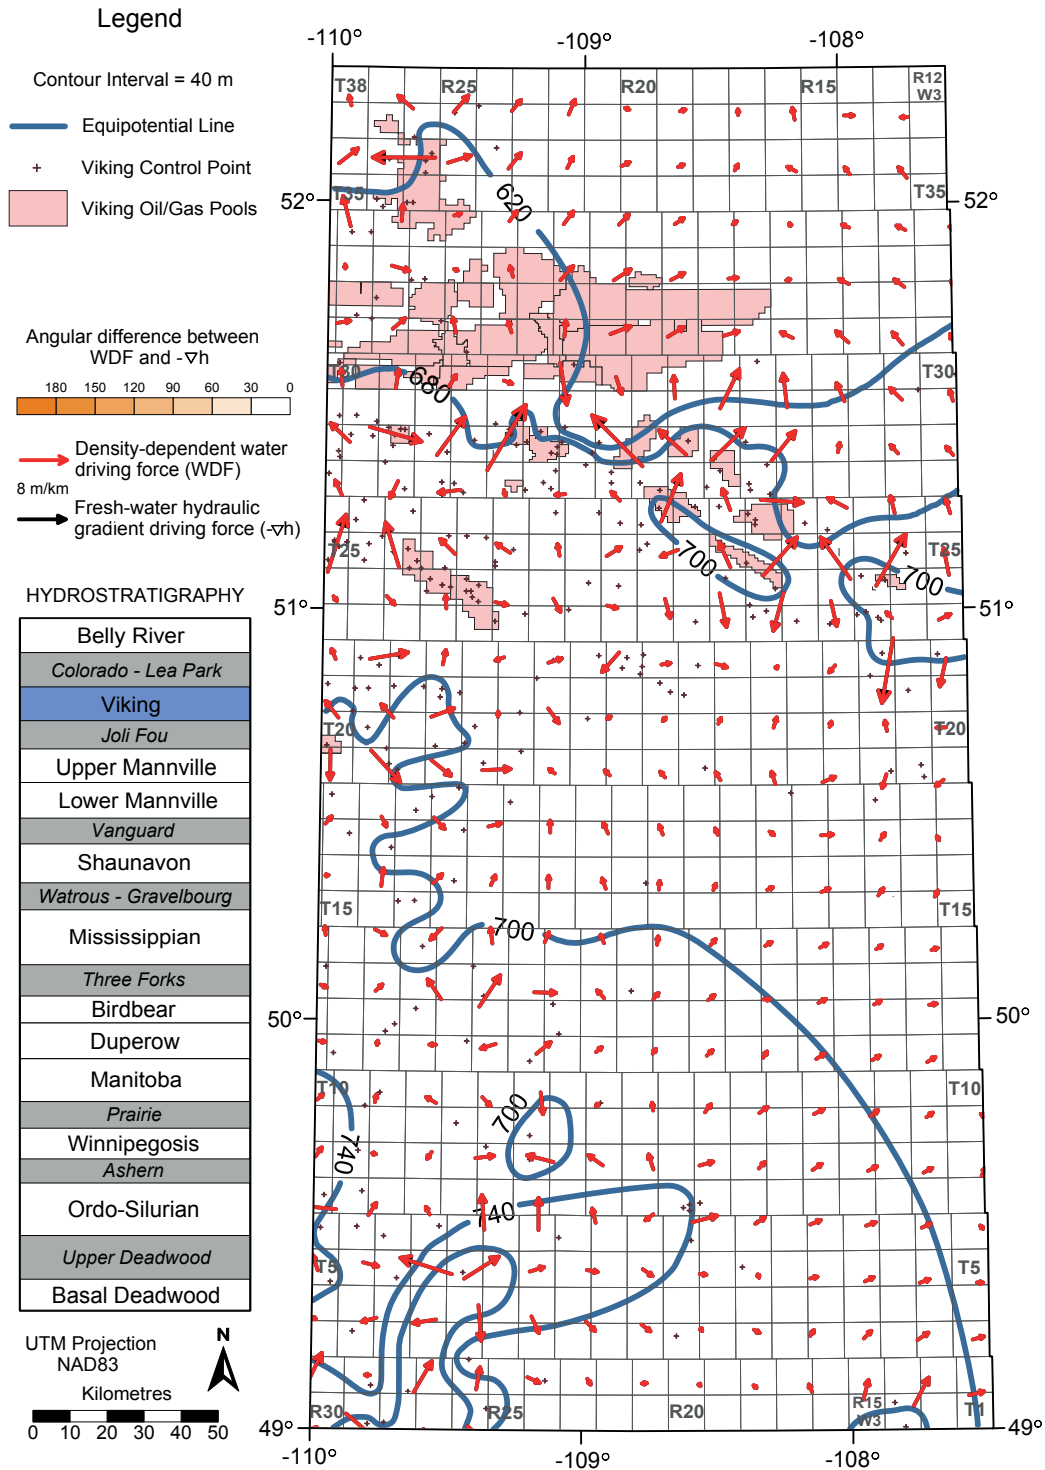 Legend
Contour Interval = 40 m
Equipotential Line
Viking Control Point
Viking Oil/Gas Pools
Angular difference between
WDF and -∇h
180 150 120 90 60 30 0
Density-dependent water
driving force (WDF)
8 m/km
Fresh-water hydraulic
gradient driving force (-∇h)
HYDROSTRATIGRAPHY
Belly River
Colorado - Lea Park
Viking
Joli Fou
Upper Mannville
Lower Mannville
Vanguard
Shaunavon
Watrous - Gravelbourg
Mississippian
Three Forks
Birdbear
Duperow
Manitoba
Prairie
Winnipegosis
Ashern
Ordo-Silurian
Upper Deadwood
Basal Deadwood
UTM Projection
NAD83
N
Kilometres
0 10 20 30 40 50
-110° -109° -108°
T38 R25 R20 R15 R12
W3
T35 T35
52° 52°
620
T30 T30
680
T25 T25
700 700
51° 51°
T20 T20
T15 T15
700
50° 50°
T10 T10
700
740
740
T5 T5
R30 R25 R20 R15
W3
T1
49° 49°
-110° -109° -108°